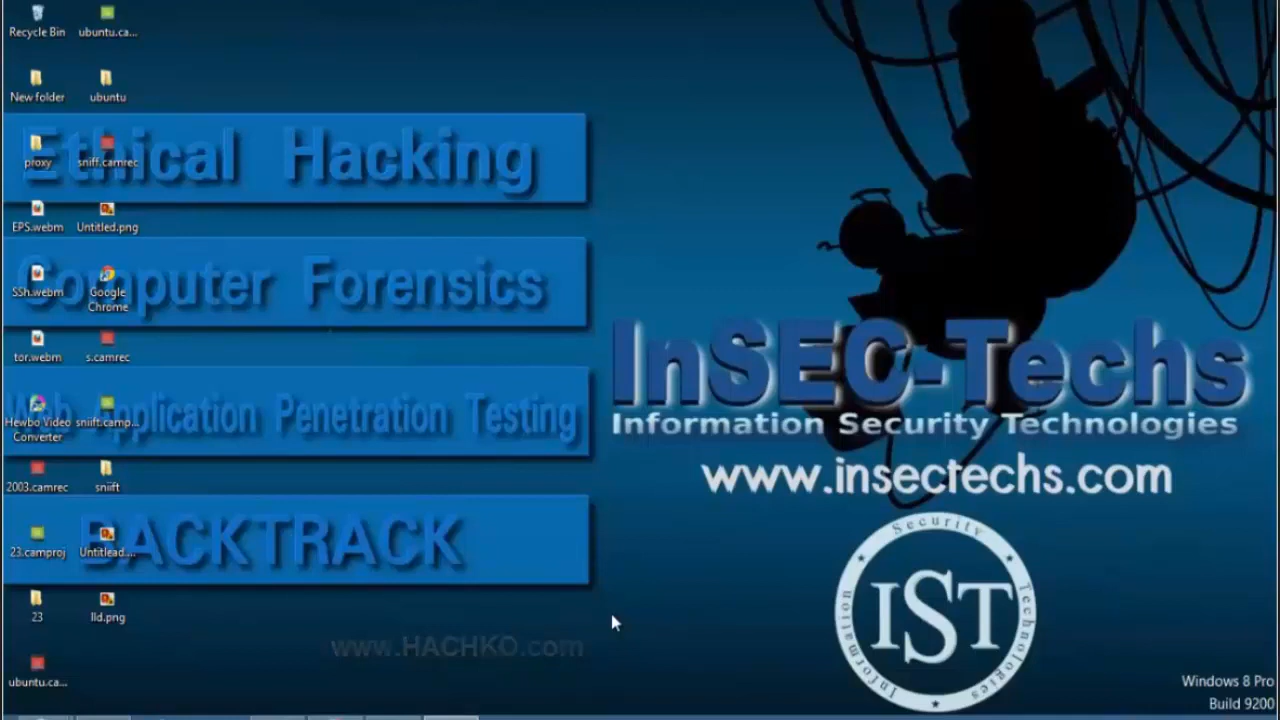 Recycle Bin
ubuntu.ca...
New folder
ubuntu
proxy
sniff.camrec
EPS.webm
Untitled.png
SSh.webm
Google
Chrome
tor.webm
s.camrec
Hewbo Video
Converter
sniift.camp...
2003.camrec
sniift
23.camproj
Untitlead....
23
lld.png
ubuntu.ca...
Ethical Hacking
Computer Forensics
Web Application Penetration Testing
BACKTRACK
www.HACHKO.com
InSEC-Techs
Information Security Technologies
www.insectechs.com
Security
IST
Information
Technologies
Windows 8 Pro
Build 9200